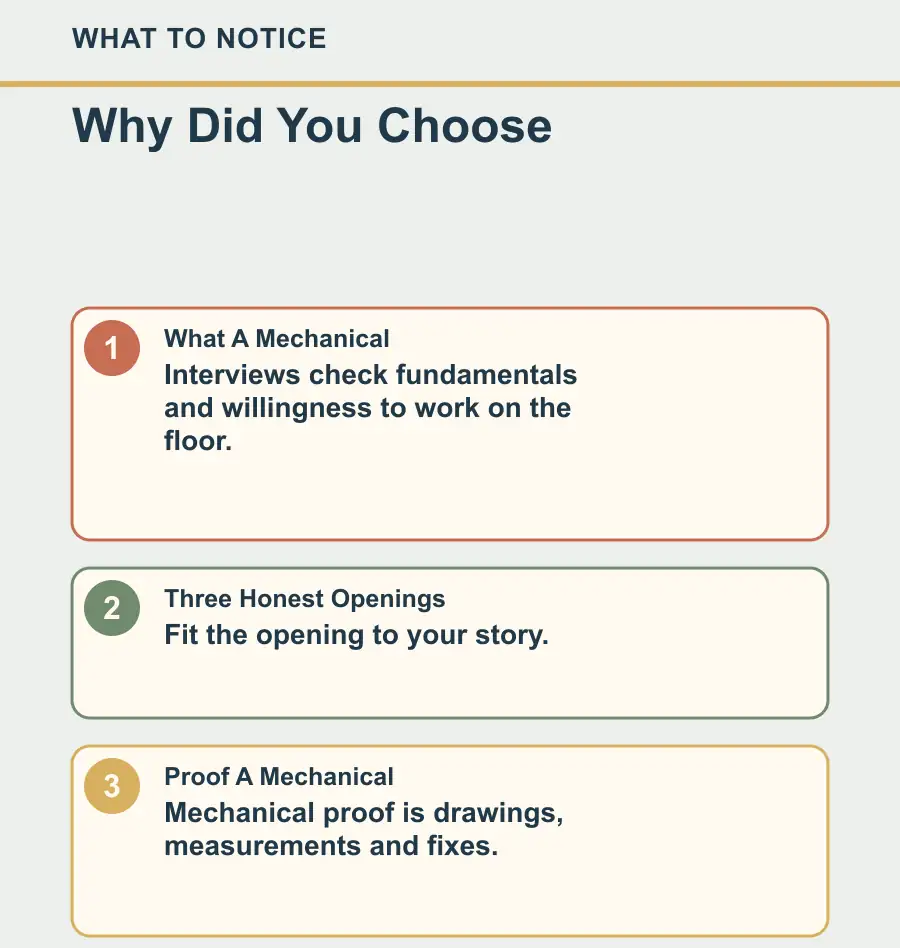 WHAT TO NOTICE
Why Did You Choose
1
What A Mechanical
Interviews check fundamentals
and willingness to work on the
floor.
2
Three Honest Openings
Fit the opening to your story.
3
Proof A Mechanical
Mechanical proof is drawings,
measurements and fixes.